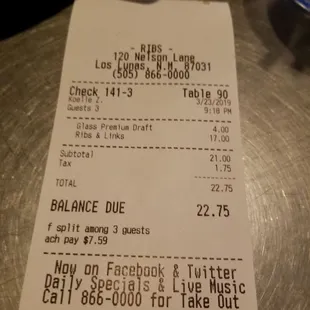 - RIBS -
120 Nelson Lane
Los Lunas, N.M. 87031
(505) 866-0000
Check 141-3 Table 90
Xoelle Z. 3/23/2019
Guests 3 9:18 PM
Glass Premium Draft 4.00
Ribs & Links 17.00
Subtotal 21.00
Tax 1.75
TOTAL 22.75
BALANCE DUE 22.75
f split among 3 guests
ach pay $7.59
Now on Facebook & Twitter
Daily Specials & Live Music
Call 866-0000 for Take Out